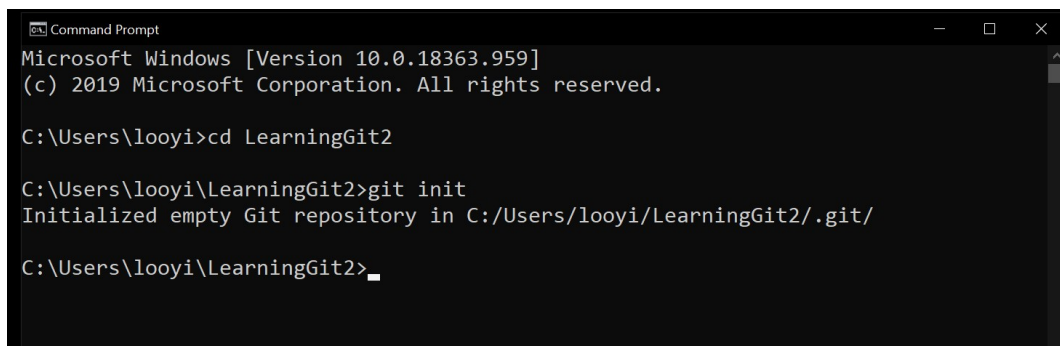 Command Prompt
Microsoft Windows [Version 10.0.18363.959]
(c) 2019 Microsoft Corporation. All rights reserved.
C:\Users\looyi>cd LearningGit2
C:\Users\looyi\LearningGit2>git init
Initialized empty Git repository in C:/Users/looyi/LearningGit2/.git/
C:\Users\looyi\LearningGit2>